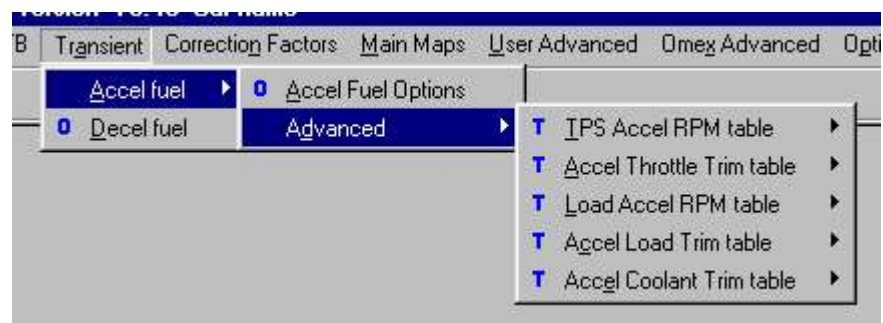 B Transient Correction Factors Main Maps User Advanced Omex Advanced Opti
Accel fuel O Accel Fuel Options
O Decel fuel Advanced T TPS Accel RPM table
T Accel Throttle Trim table
T Load Accel RPM table
T Accel Load Trim table
T Accel Coolant Trim table